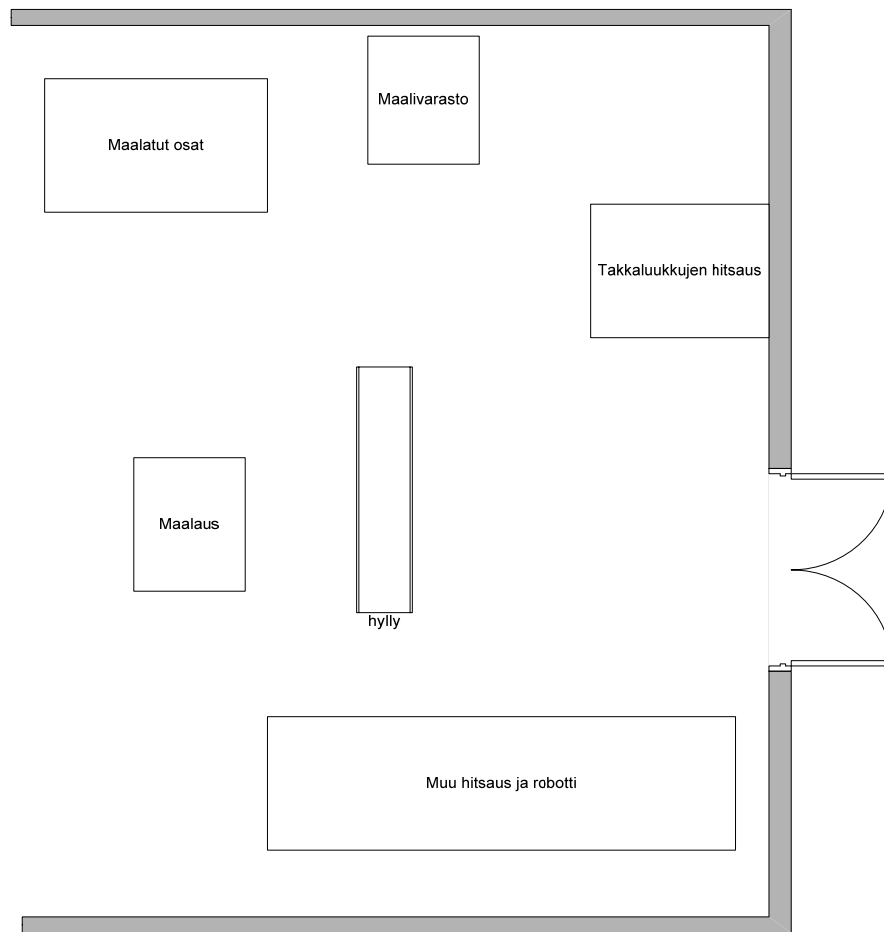 Maalivarasto
Maalatut osat
Takkaluukkujen hitsaus
Maalaus
hylly
Muu hitsaus ja robotti